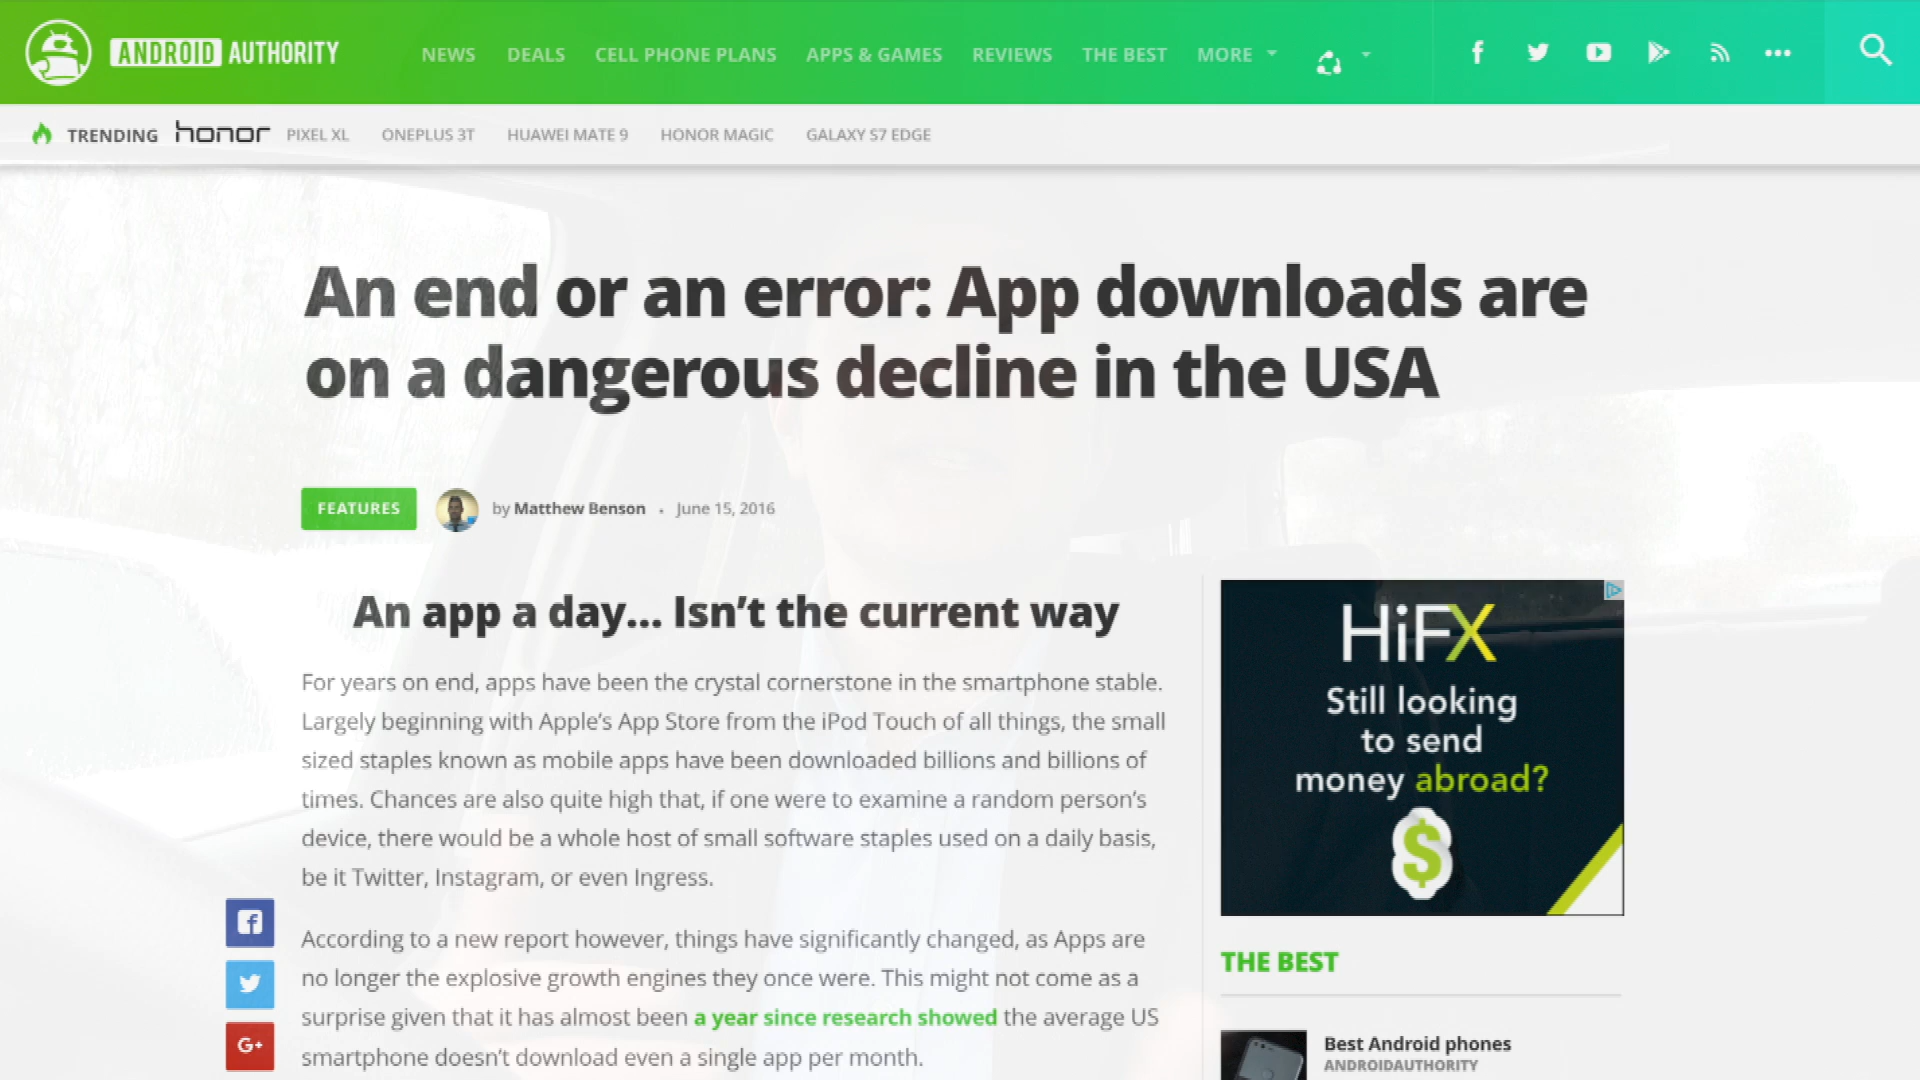 ANDROID AUTHORITY
NEWS DEALS CELL PHONE PLANS APPS & GAMES REVIEWS THE BEST MORE
TRENDING honor PIXEL XL ONEPLUS 3T HUAWEI MATE 9 HONOR MAGIC GALAXY S7 EDGE
An end or an error: App downloads are
on a dangerous decline in the USA
FEATURES by Matthew Benson • June 15, 2016
An app a day... Isn't the current way
For years on end, apps have been the crystal cornerstone in the smartphone stable.
Largely beginning with Apple's App Store from the iPod Touch of all things, the small
sized staples known as mobile apps have been downloaded billions and billions of
times. Chances are also quite high that, if one were to examine a random person's
device, there would be a whole host of small software staples used on a daily basis,
be it Twitter, Instagram, or even Ingress.
According to a new report however, things have significantly changed, as Apps are
no longer the explosive growth engines they once were. This might not come as a
surprise given that it has almost been a year since research showed the average US
smartphone doesn't download even a single app per month.
G+
HiFX
Still looking
to send
money abroad?
$
THE BEST
Best Android phones
ANDROIDAUTHORITY